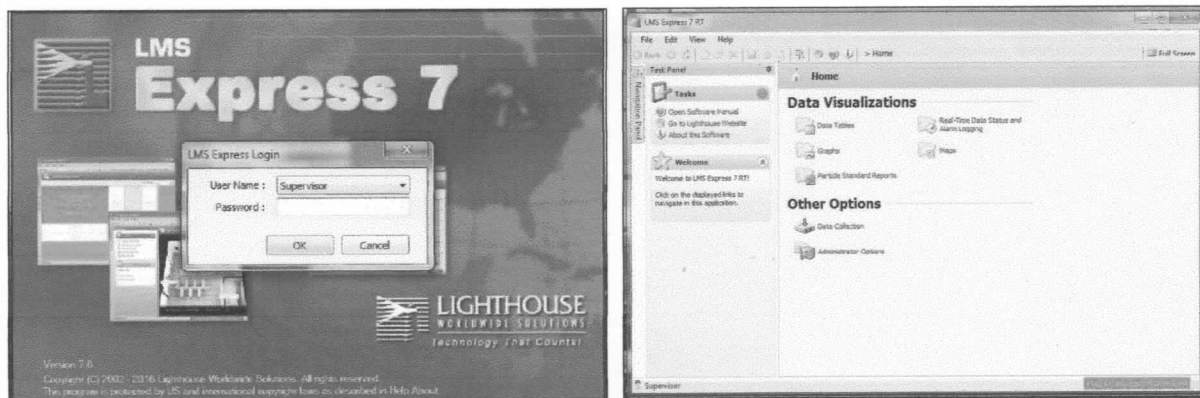 LMS
Express 7
LMS Express Login
User Name :
Supervisor
Password :
OK
Cancel
LIGHTHOUSE
WORLDWIDE SOLUTIONS
Technology That Counts!
Version 7.6
Copyright (C) 2002 - 2016 Lighthouse Worldwide Solutions. All rights reserved.
This program is protected by US and international copyright laws as described in Help About.
LMS Express 7 RT
File Edit View Help
Back
> Home
Full Screen
Task Panel
Navigation Panel
Tasks
Open Software Manual
Go to Lighthouse Website
About this Software
Welcome
Welcome to LMS Express 7 RT!
Click on the displayed links to
navigate in this application.
Home
Data Visualizations
Data Tables
Real-Time Data Status and
Alarm Logging
Graphs
Maps
Particle Standard Reports
Other Options
Data Collection
Administrator Options
Supervisor